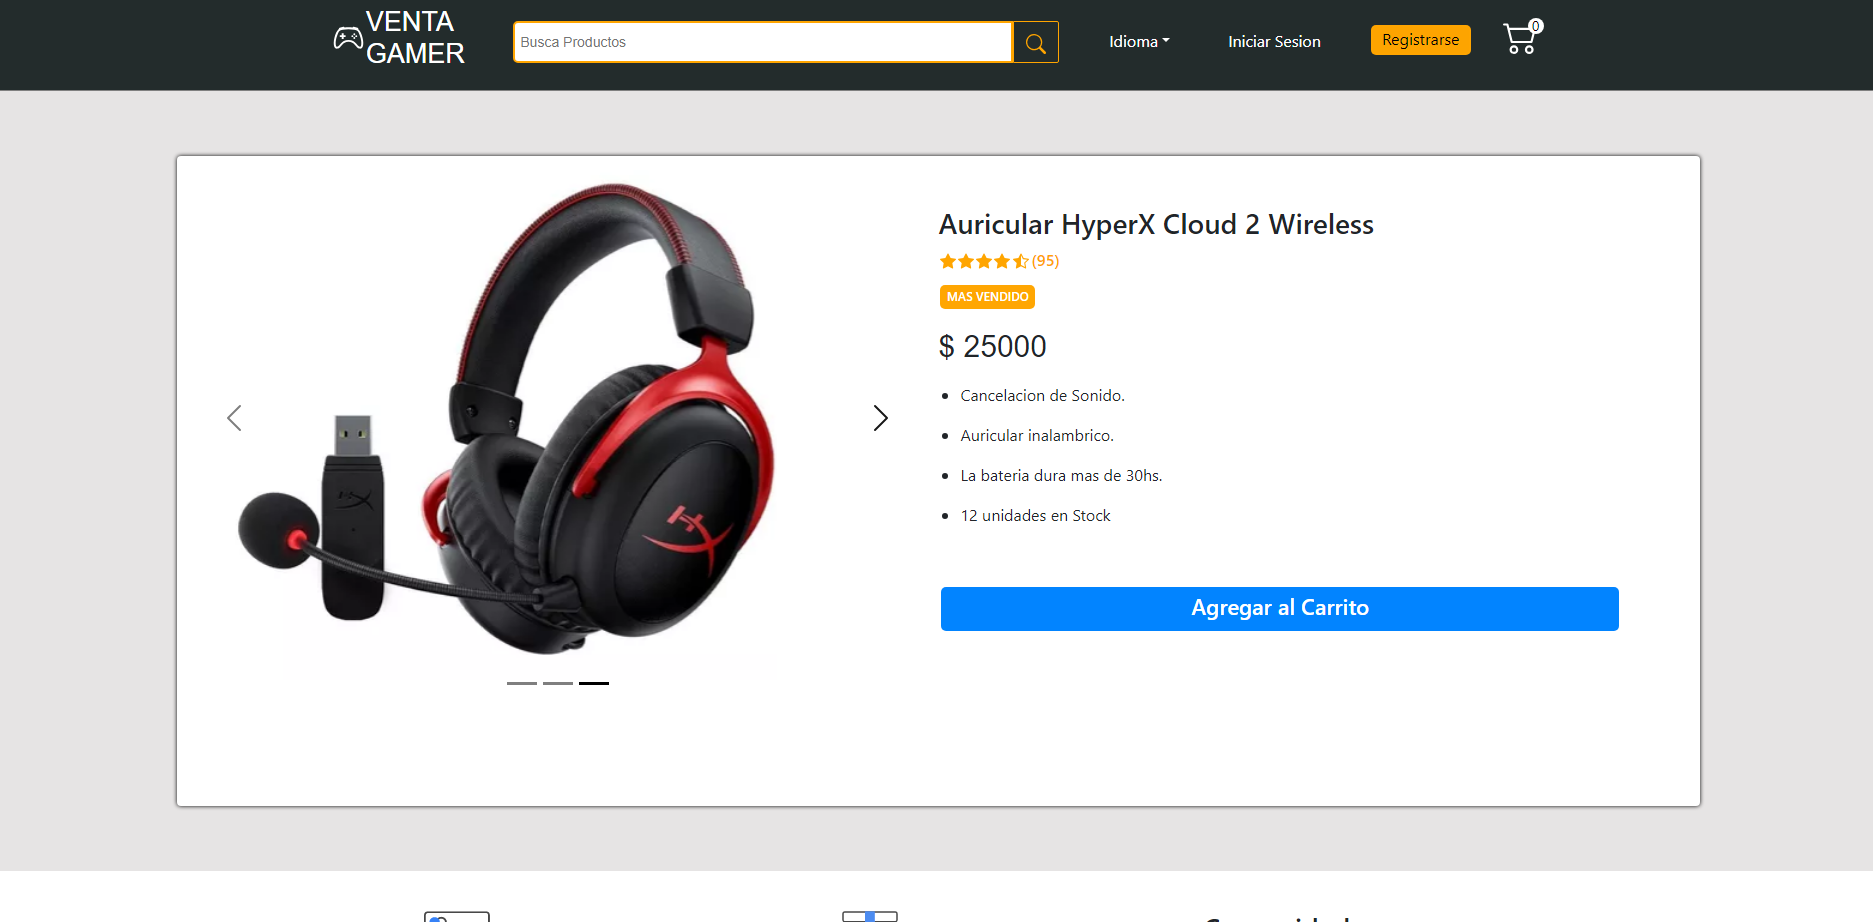 VENTA
GAMER
Busca Productos
Idioma
Iniciar Sesion
Registrarse
0
Auricular HyperX Cloud 2 Wireless
(95)
MAS VENDIDO
$ 25000
Cancelacion de Sonido.
Auricular inalambrico.
La bateria dura mas de 30hs.
12 unidades en Stock
Agregar al Carrito
HX